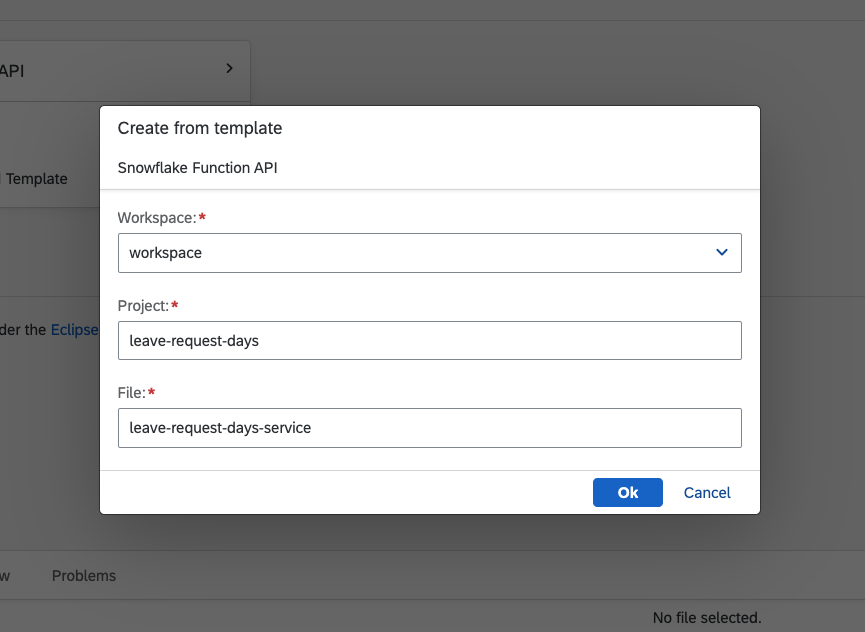 API
Create from template
Snowflake Function API
Template
Workspace:*
workspace
Project:*
leave-request-days
der the Eclipse
File:*
leave-request-days-service
Ok
Cancel
w
Problems
No file selected.